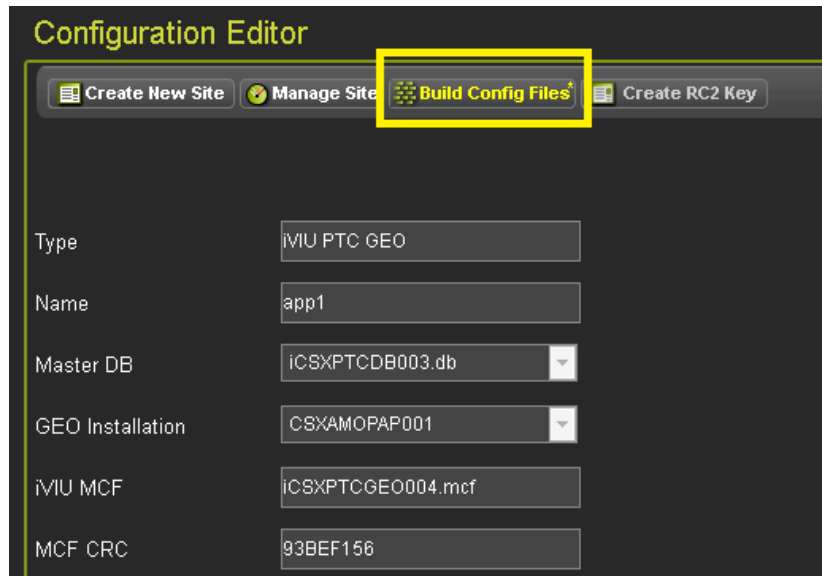 Configuration Editor
Create New Site Manage Site Build Config Files* Create RC2 Key
Type iVIU PTC GEO
Name app1
Master DB iCSXPTCDB003.db
GEO Installation CSXAMOPAP001
iVIU MCF iCSXPTCGEO004.mcf
MCF CRC 93BEF156